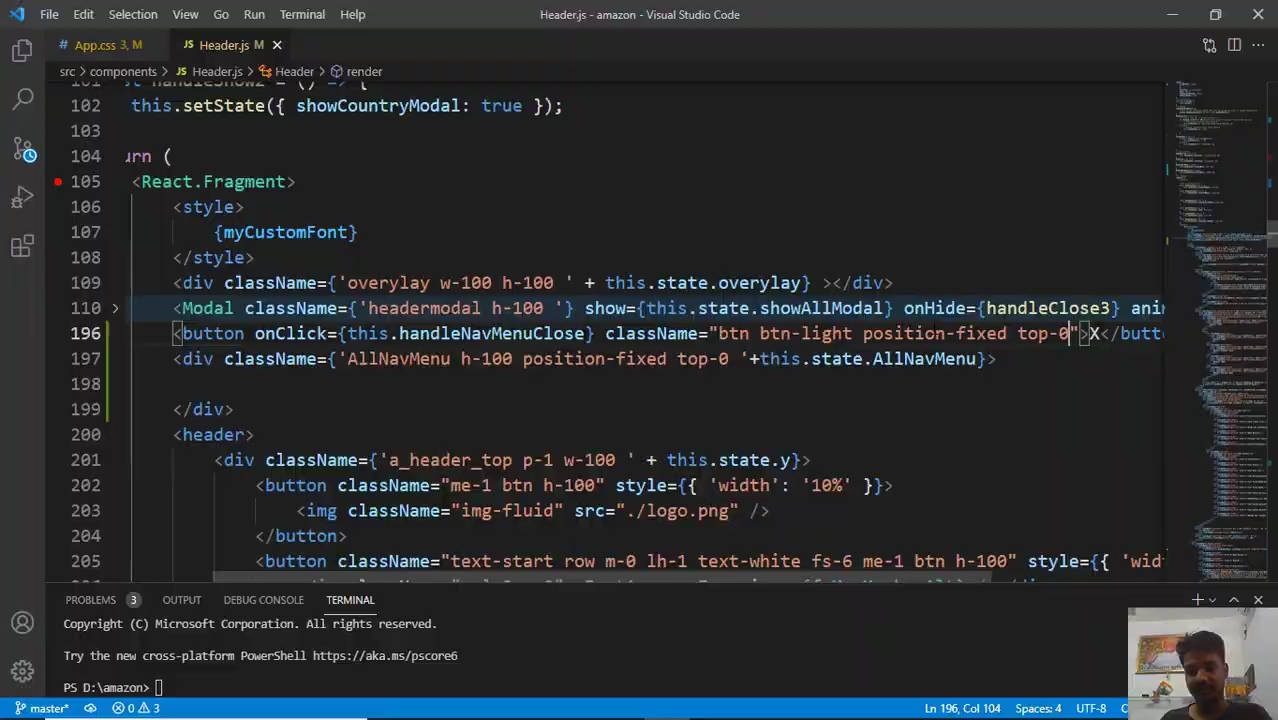 File Edit Selection View Go Run Terminal Help Header.js - amazon - Visual Studio Code
App.css 3, M JS Header.js M
src > components > JS Header.js > Header > render
102 this.setState({ showCountryModal: true });
103
104 urn (
105 <React.Fragment>
106 <style>
107 {myCustomFont}
108 </style>
109 <div className={'overylay w-100 h-100 ' + this.state.overylay} ></div>
110 <Modal className={'headermodal h-100 '} show={this.state.showAllModal} onHide={handleClose3} ani
196 <button onClick={this.handleNavMenuClose} className="btn btn-light position-fixed top-0">X</butto
197 <div className={'AllNavMenu h-100 position-fixed top-0 '+this.state.AllNavMenu}>
198
199 </div>
200 <header>
201 <div className={'a_header_top p-1 w-100 ' + this.state.y}>
202 <button className="me-1 btn h-100" style={{ 'width': '10%' }}>
203 <img className="img-fluid" src="./logo.png" />
204 </button>
205 <button className="text-start row m-0 lh-1 text-white fs-6 me-1 btn h-100" style={{ 'wid
PROBLEMS 3 OUTPUT DEBUG CONSOLE TERMINAL
Copyright (C) Microsoft Corporation. All rights reserved.
Try the new cross-platform PowerShell https://aka.ms/pscore6
PS D:\amazon>
master* 0 3 Ln 196, Col 104 Spaces: 4 UTF-8